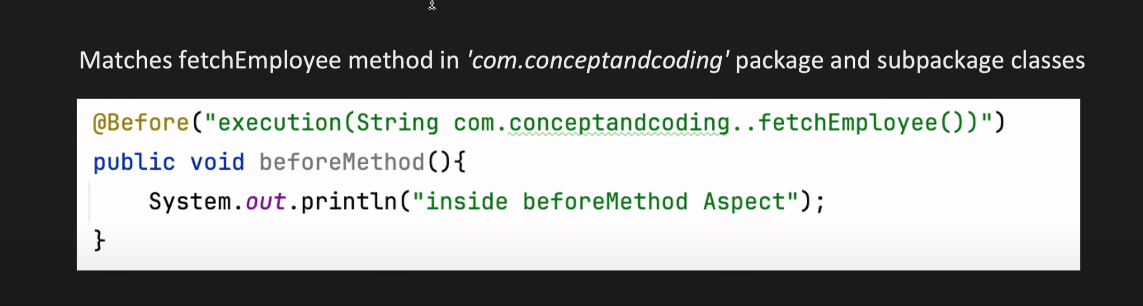 Matches fetchEmployee method in 'com.conceptandcoding' package and subpackage classes
@Before("execution(String com.conceptandcoding..fetchEmployee())")
public void beforeMethod(){
    System.out.println("inside beforeMethod Aspect");
}